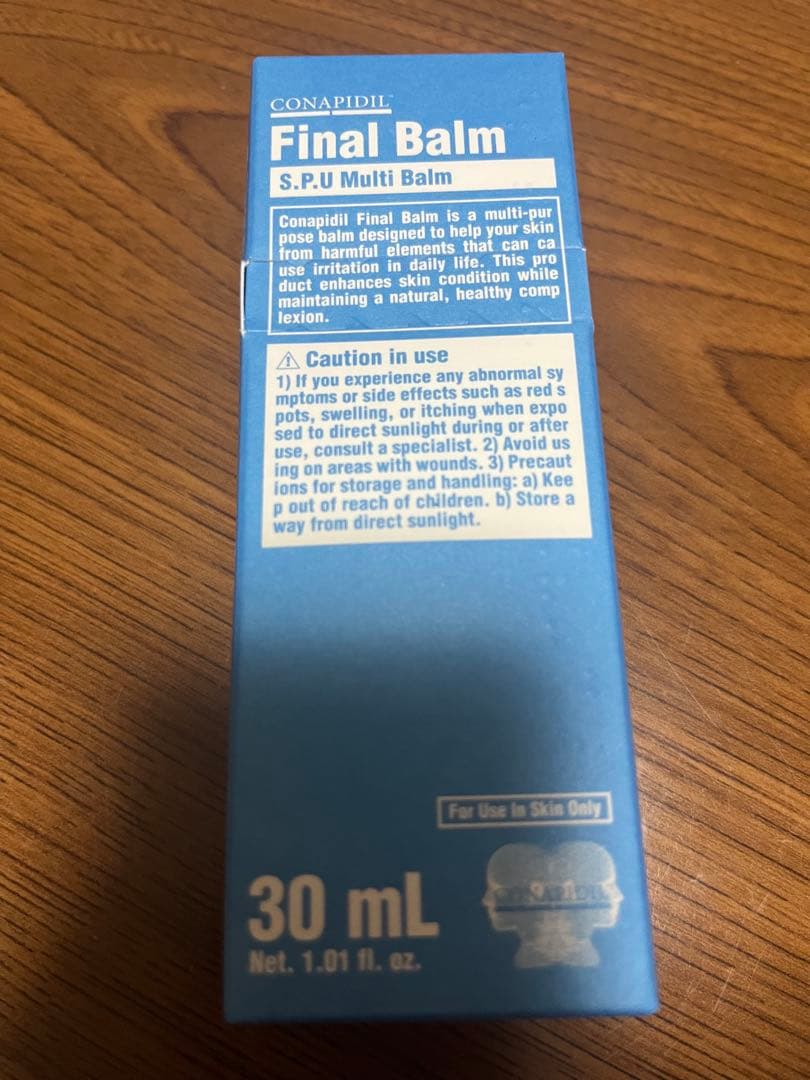 CONAPIDIL™
Final Balm
S.P.U Multi Balm
Conapidil Final Balm is a multi-pur
pose balm designed to help your skin
from harmful elements that can ca
use irritation in daily life. This pro
duct enhances skin condition while
maintaining a natural, healthy comp
lexion.
Caution in use
1) If you experience any abnormal sy
mptoms or side effects such as red s
pots, swelling, or itching when expo
sed to direct sunlight during or after
use, consult a specialist. 2) Avoid us
ing on areas with wounds. 3) Precaut
ions for storage and handling: a) Kee
p out of reach of children. b) Store a
way from direct sunlight.
For Use In Skin Only
CONAPIDIL
30 mL
Net. 1.01 fl. oz.